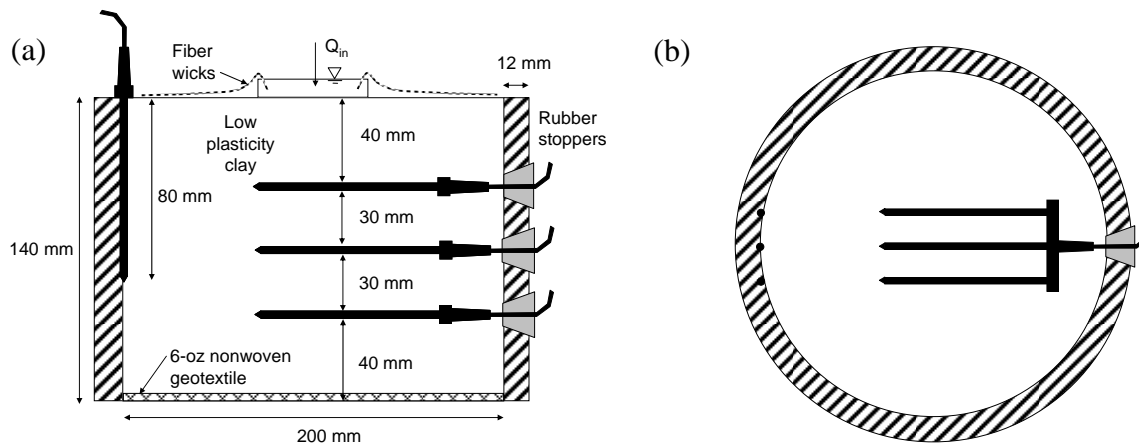 (a)
Fiber
wicks
Qin
12 mm
Low
plasticity
clay
40 mm
Rubber
stoppers
80 mm
30 mm
140 mm
30 mm
6-oz nonwoven
geotextile
40 mm
200 mm
(b)